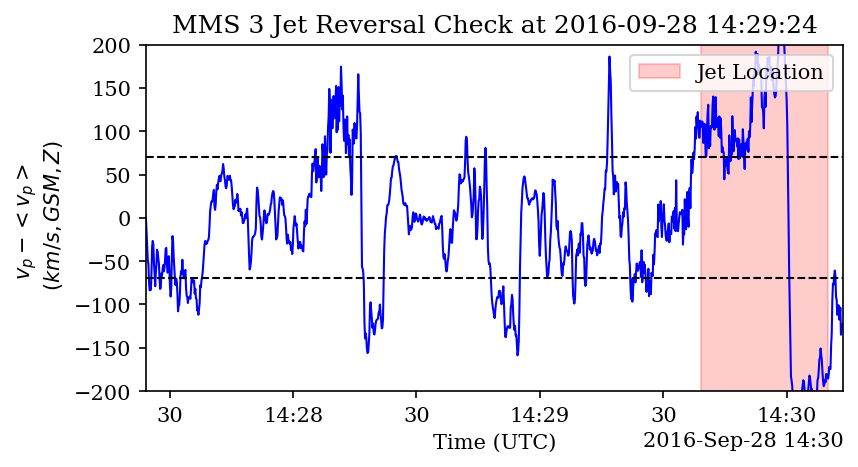 MMS 3 Jet Reversal Check at 2016-09-28 14:29:24
200
150
100
50
0
−50
−100
−150
−200
v_p − < v_p >
(km/s, GSM, Z)
Jet Location
30
14:28
30
14:29
30
14:30
Time (UTC)
2016-Sep-28 14:30